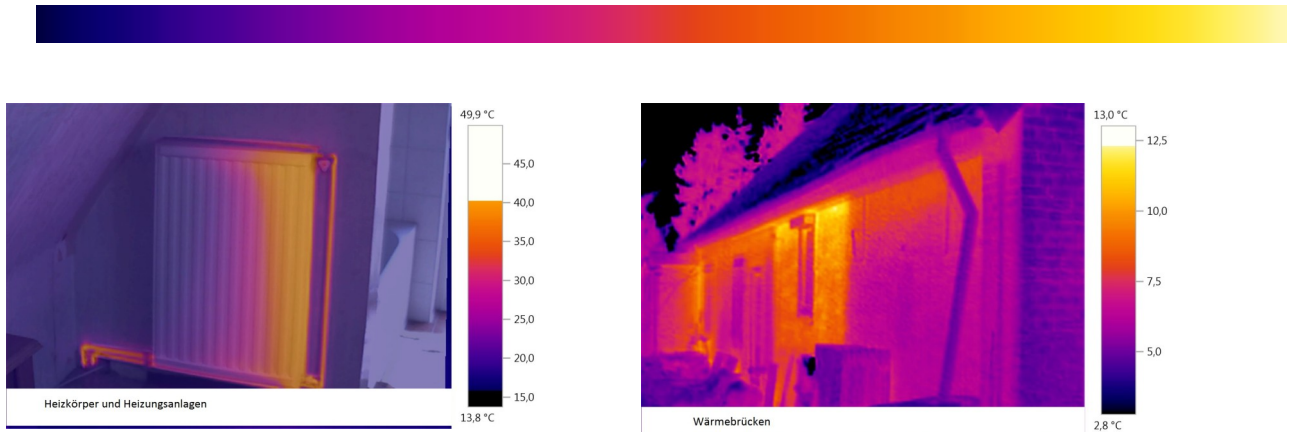 49,9 °C
45,0
40,0
35,0
30,0
25,0
20,0
15,0
13,8 °C
Heizkörper und Heizungsanlagen
13,0 °C
12,5
10,0
7,5
5,0
2,8 °C
Wärmebrücken